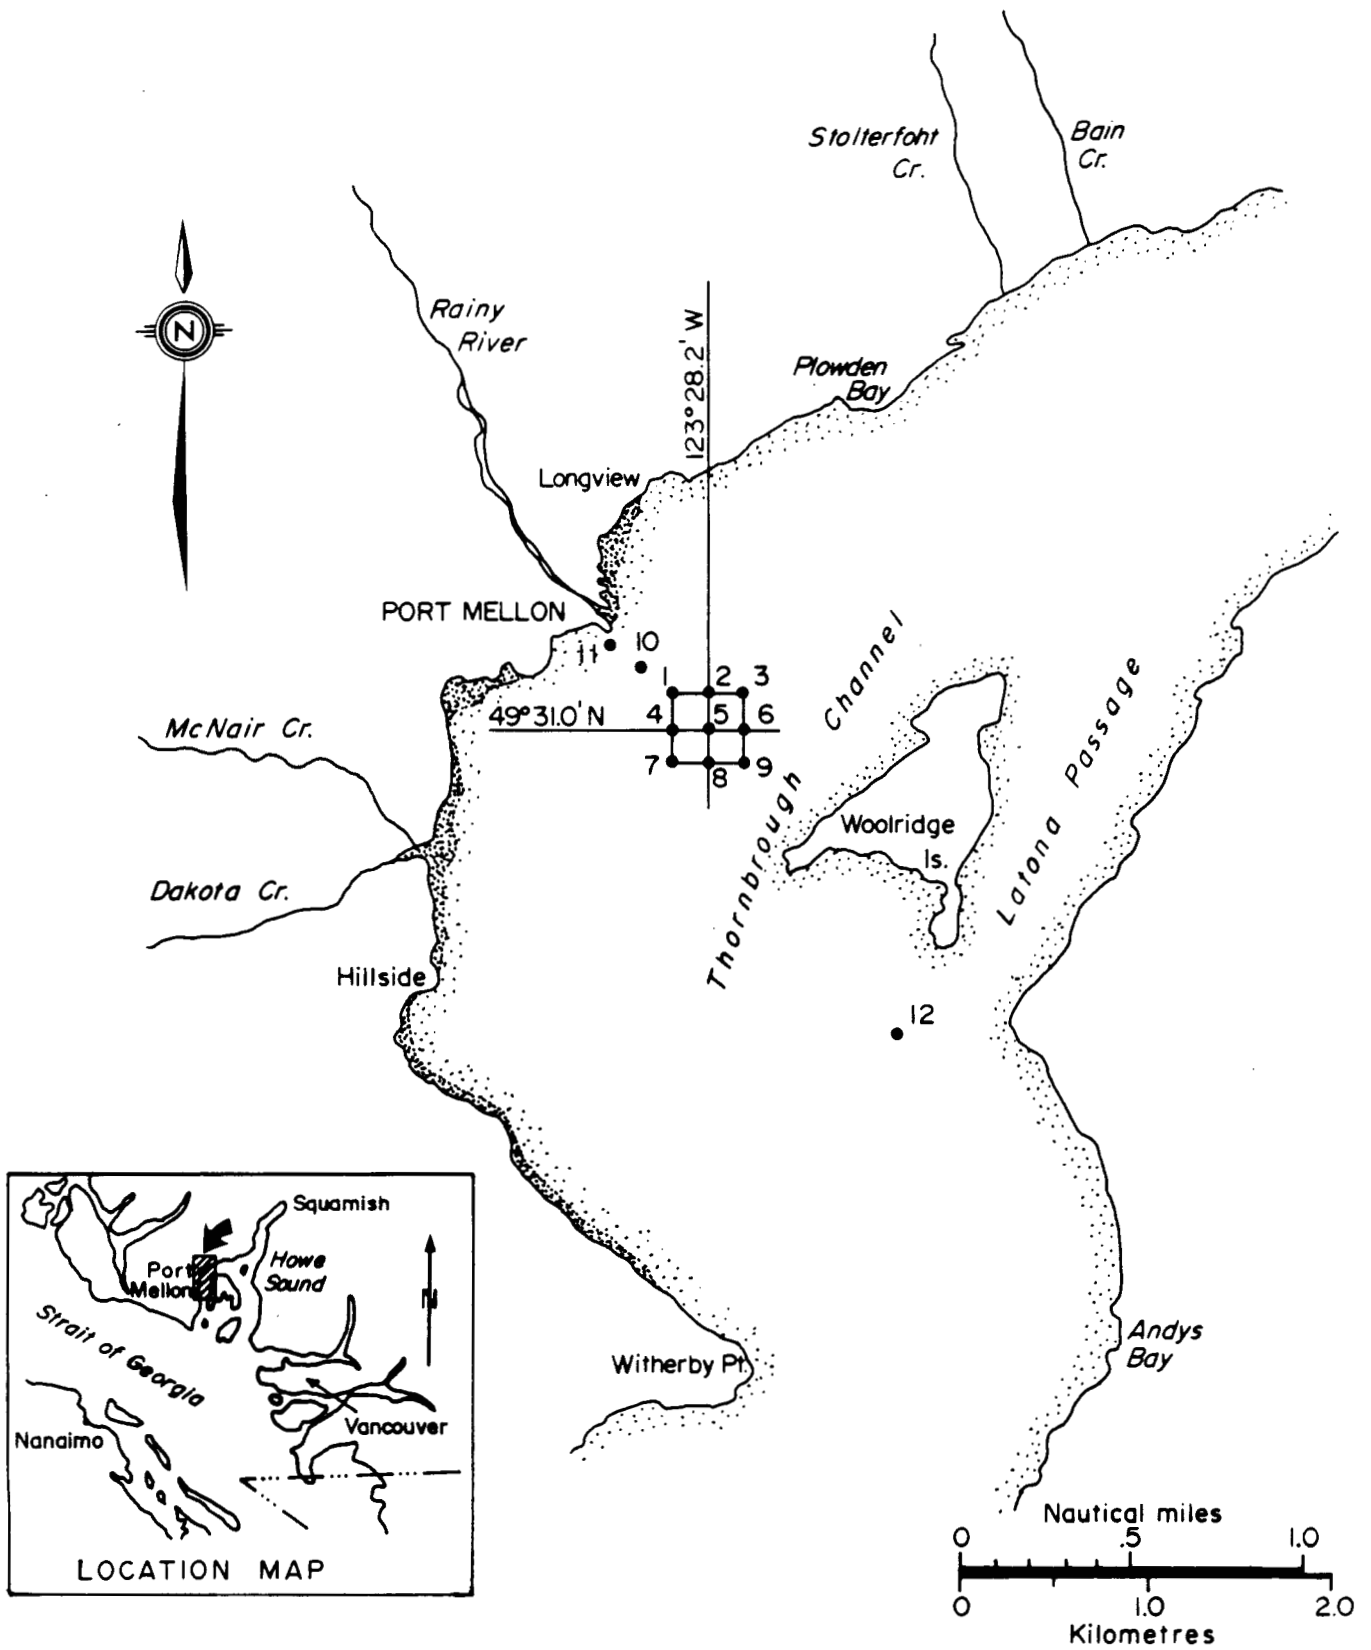 Stolterfoht
Cr.
Bain
Cr.
Rainy
River
N
123°28.2' W
Plowden
Bay
Longview
PORT MELLON
11
10
1
2
3
49°31.0' N
4
5
6
7
8
9
McNair Cr.
Dakota Cr.
Hillside
Thornbrough Channel
Woolridge
Is.
Latona Passage
12
Witherby Pt.
Andys
Bay
Squamish
Howe
Sound
Port
Mellon
N
Strait of Georgia
Vancouver
Nanaimo
LOCATION MAP
Nautical miles
0 .5 1.0
0 1.0 2.0
Kilometres